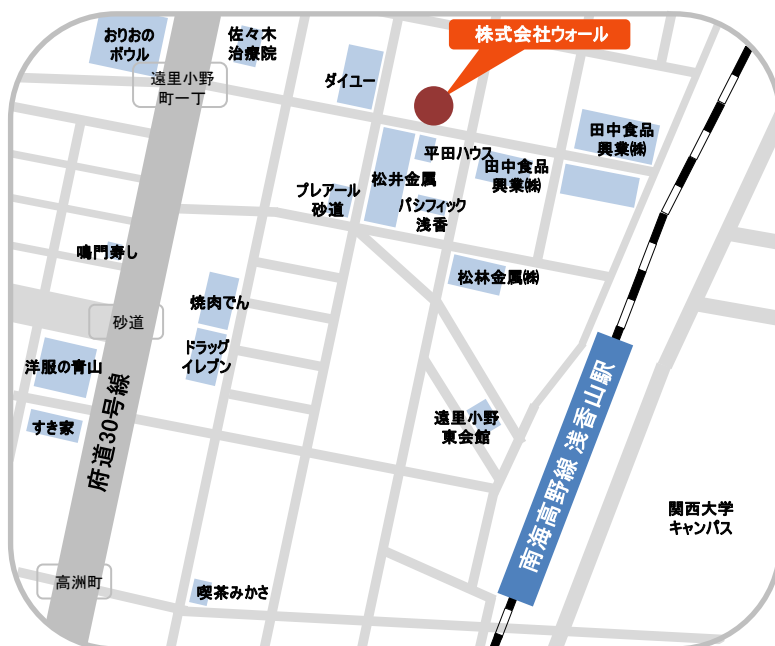 株式会社ウォール
おりおの
ボウル
佐々木
治療院
遠里小野
町一丁
ダイユー
田中食品
興業㈱
平田ハウス
田中食品
興業㈱
松井金属
プレアール
砂道
パシフィック
浅香
鳴門寿し
松林金属㈱
焼肉でん
砂道
ドラッグ
イレブン
洋服の青山
府道30号線
すき家
遠里小野
東会館
南海高野線 浅香山駅
関西大学
キャンパス
高洲町
喫茶みかさ